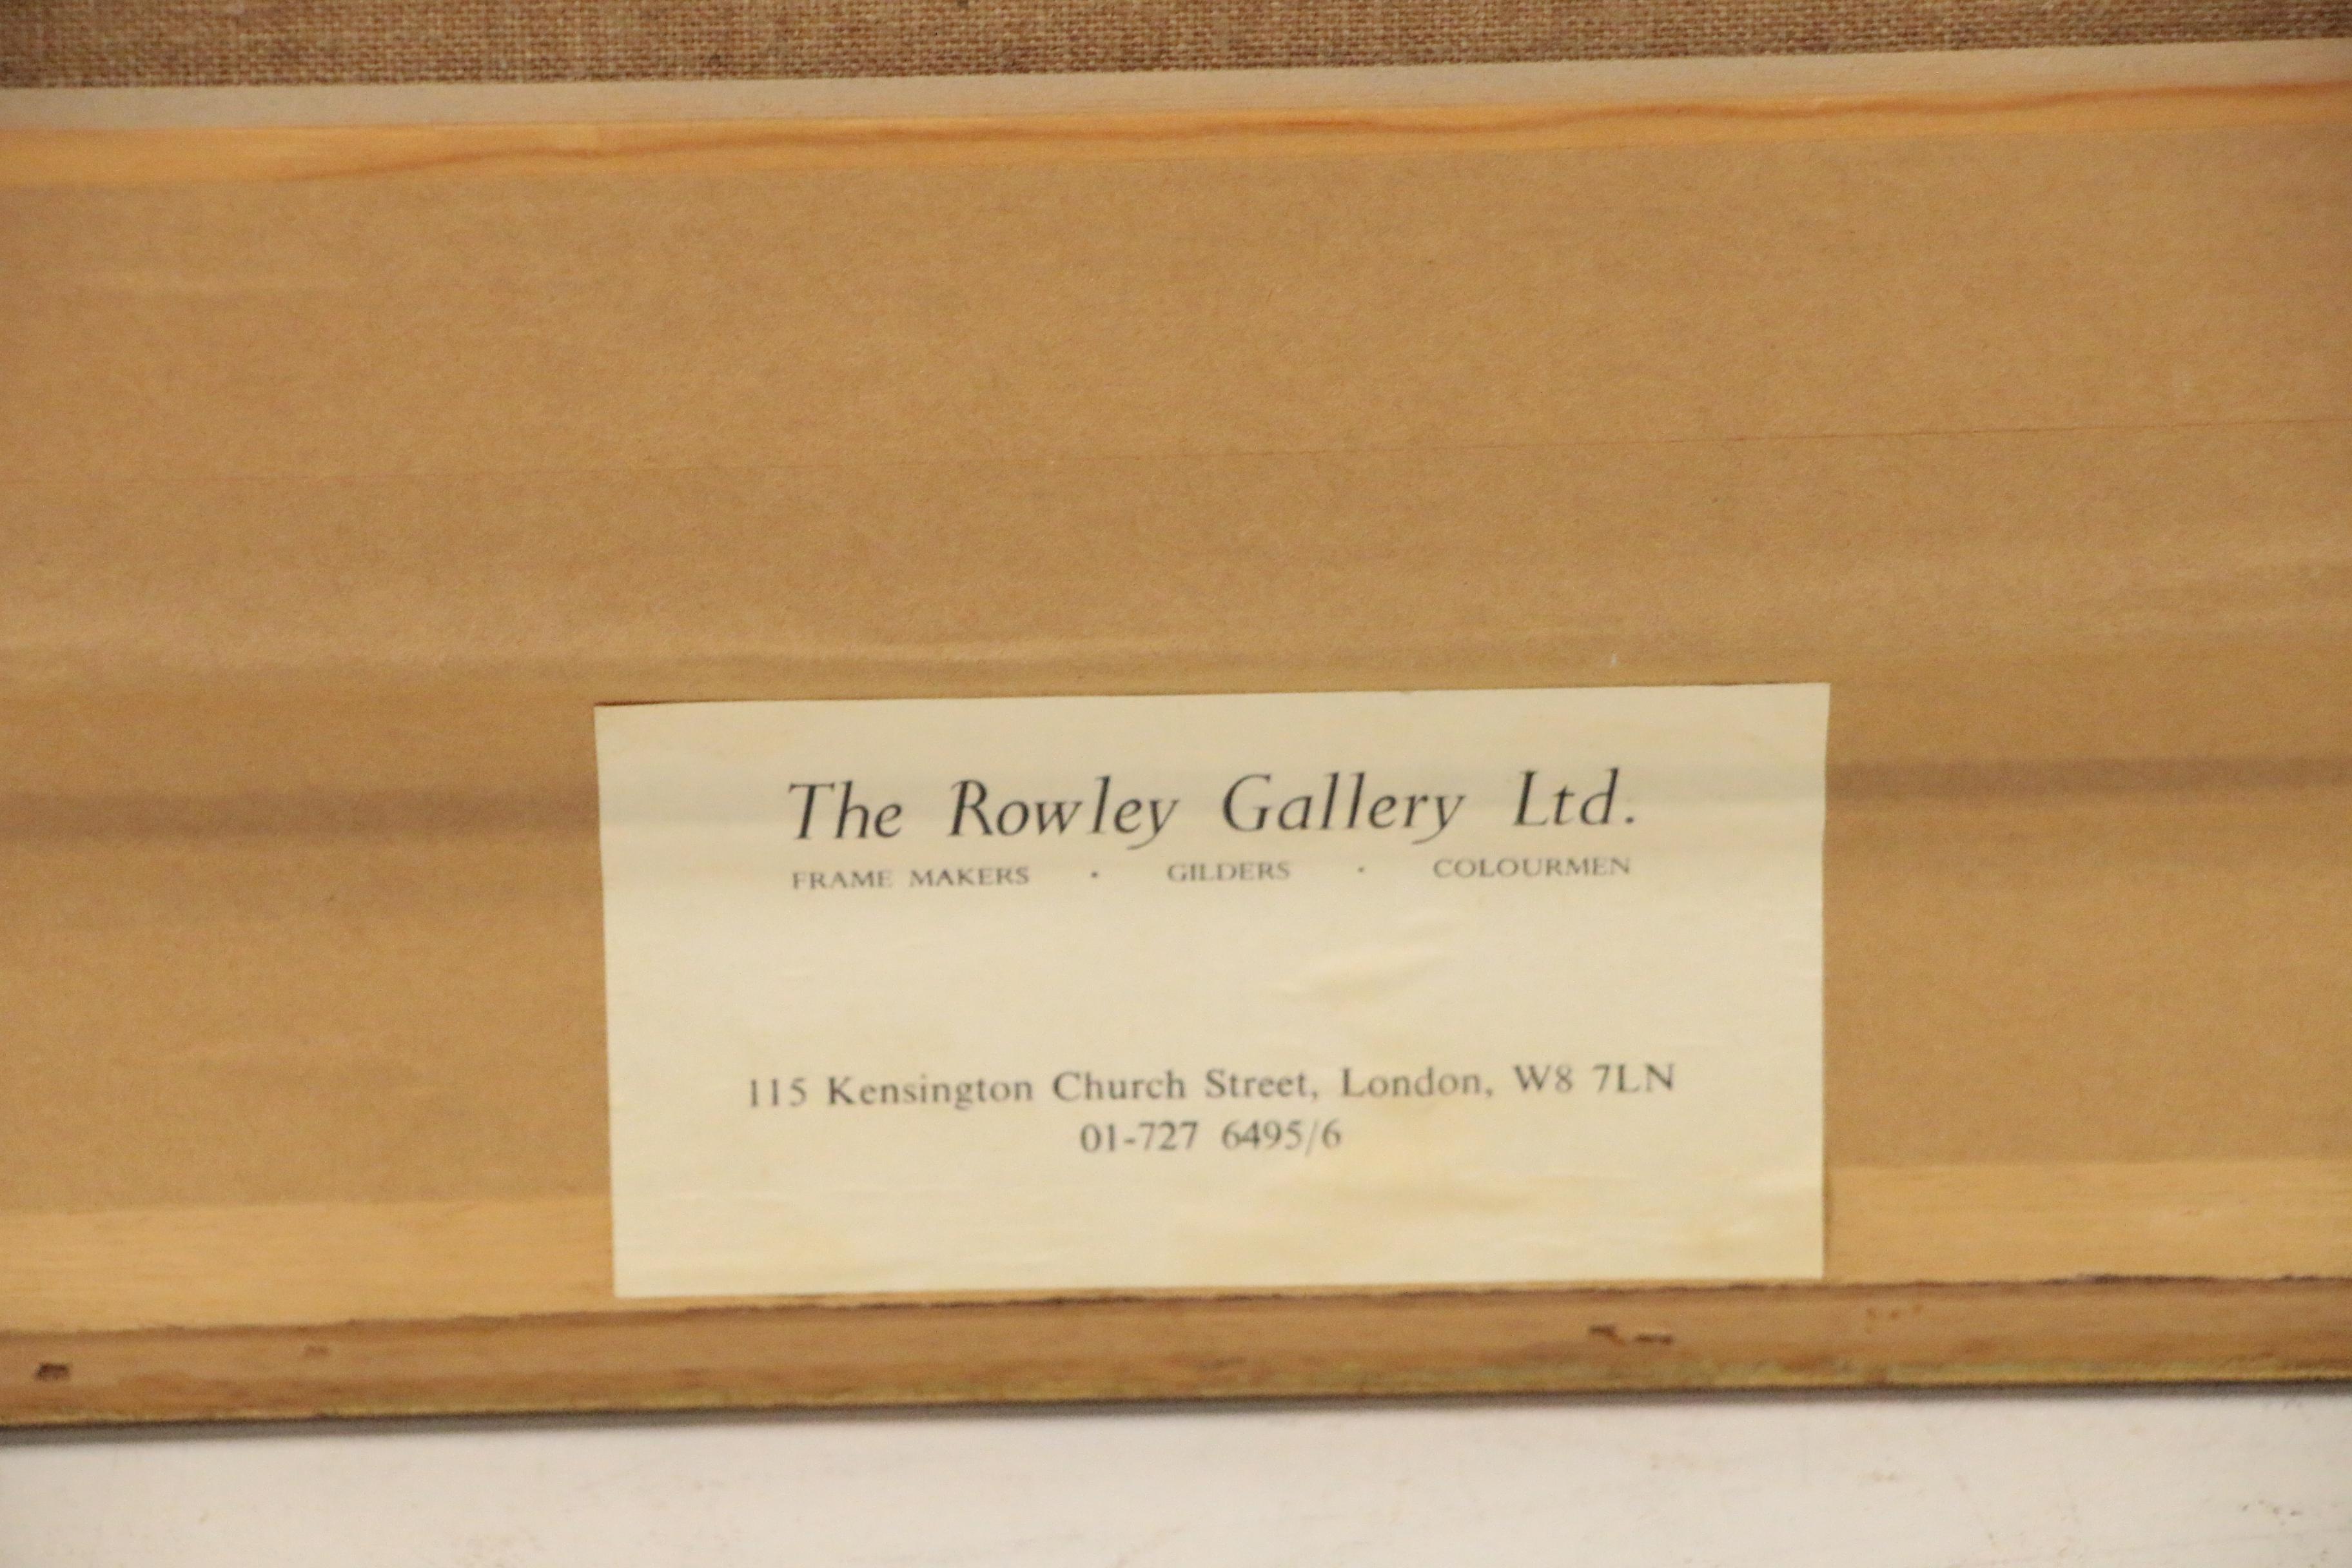 The Rowley Gallery Ltd.
FRAME MAKERS · GILDERS · COLOURMEN
115 Kensington Church Street, London, W8 7LN
01-727 6495/6